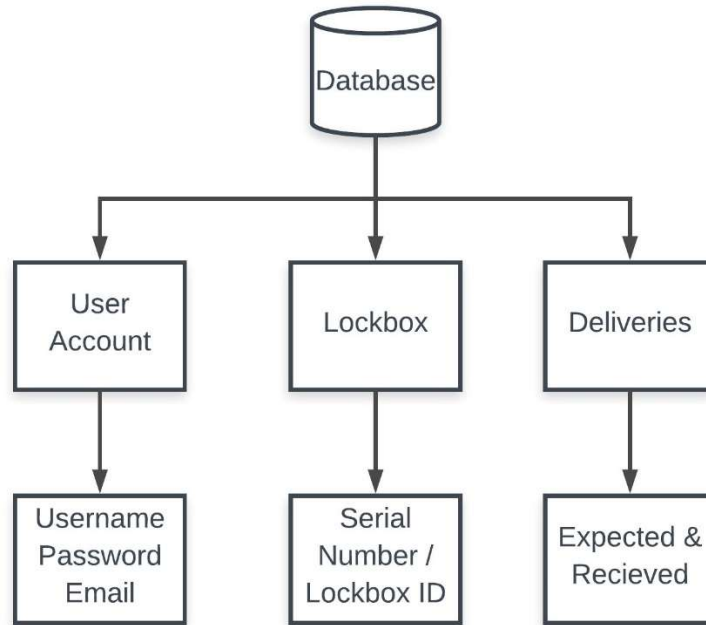 Database
User
Account
Lockbox
Deliveries
Username
Password
Email
Serial
Number /
Lockbox ID
Expected &
Recieved